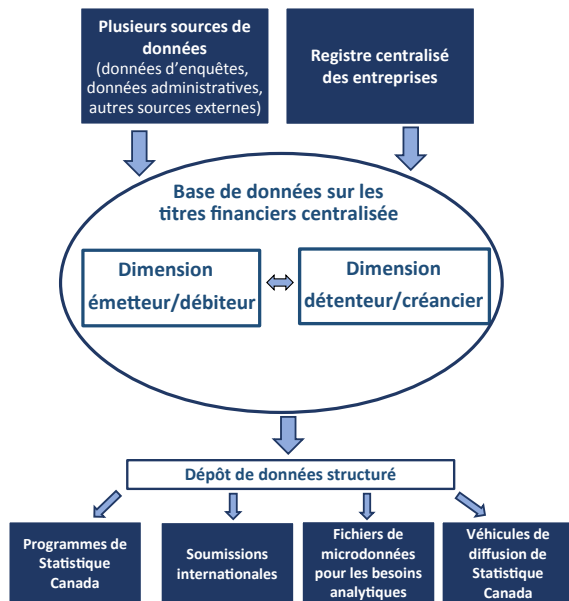 Plusieurs sources de
données
(données d'enquêtes,
données administratives,
autres sources externes)
Registre centralisé
des entreprises
Base de données sur les
titres financiers centralisée
Dimension
émetteur/débiteur
Dimension
détenteur/créancier
Dépôt de données structuré
Programmes de
Statistique
Canada
Soumissions
internationales
Fichiers de
microdonnées
pour les besoins
analytiques
Véhicules de
diffusion de
Statistique
Canada